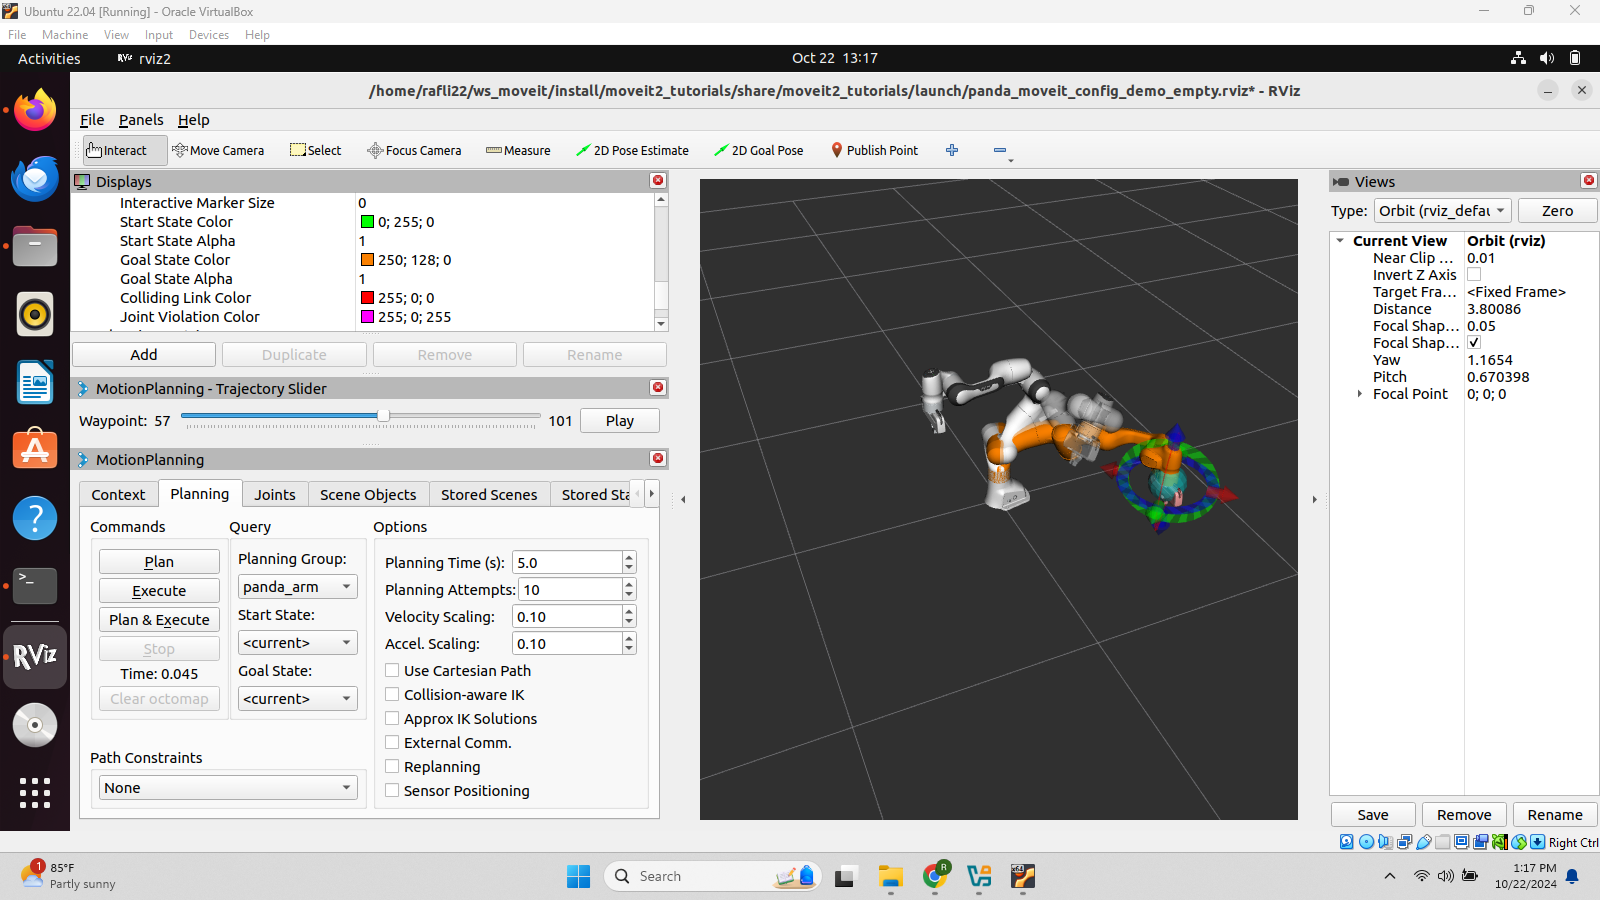 Ubuntu 22.04 [Running] - Oracle VirtualBox
File Machine View Input Devices Help
Activities rviz2 Oct 22 13:17
/home/rafli22/ws_moveit/install/moveit2_tutorials/share/moveit2_tutorials/launch/panda_moveit_config_demo_empty.rviz* - RViz
File Panels Help
Interact Move Camera Select Focus Camera Measure 2D Pose Estimate 2D Goal Pose Publish Point
Displays
Interactive Marker Size 0
Start State Color 0; 255; 0
Start State Alpha 1
Goal State Color 250; 128; 0
Goal State Alpha 1
Colliding Link Color 255; 0; 0
Joint Violation Color 255; 0; 255
Add Duplicate Remove Rename
MotionPlanning - Trajectory Slider
Waypoint: 57 101 Play
MotionPlanning
Context Planning Joints Scene Objects Stored Scenes Stored Sta
Commands Query Options
Plan
Execute
Plan & Execute
Stop
Time: 0.045
Clear octomap
Planning Group:
panda_arm
Start State:
<current>
Goal State:
<current>
Planning Time (s): 5.0
Planning Attempts: 10
Velocity Scaling: 0.10
Accel. Scaling: 0.10
Use Cartesian Path
Collision-aware IK
Approx IK Solutions
External Comm.
Replanning
Sensor Positioning
Path Constraints
None
Views
Type: Orbit (rviz_defau Zero
Current View Orbit (rviz)
Near Clip ... 0.01
Invert Z Axis
Target Fra... <Fixed Frame>
Distance 3.80086
Focal Shap... 0.05
Focal Shap...
Yaw 1.1654
Pitch 0.670398
Focal Point 0; 0; 0
Save Remove Rename
Right Ctrl
RViz
1
85°F
Partly sunny
Search
R
x64
1:17 PM
10/22/2024